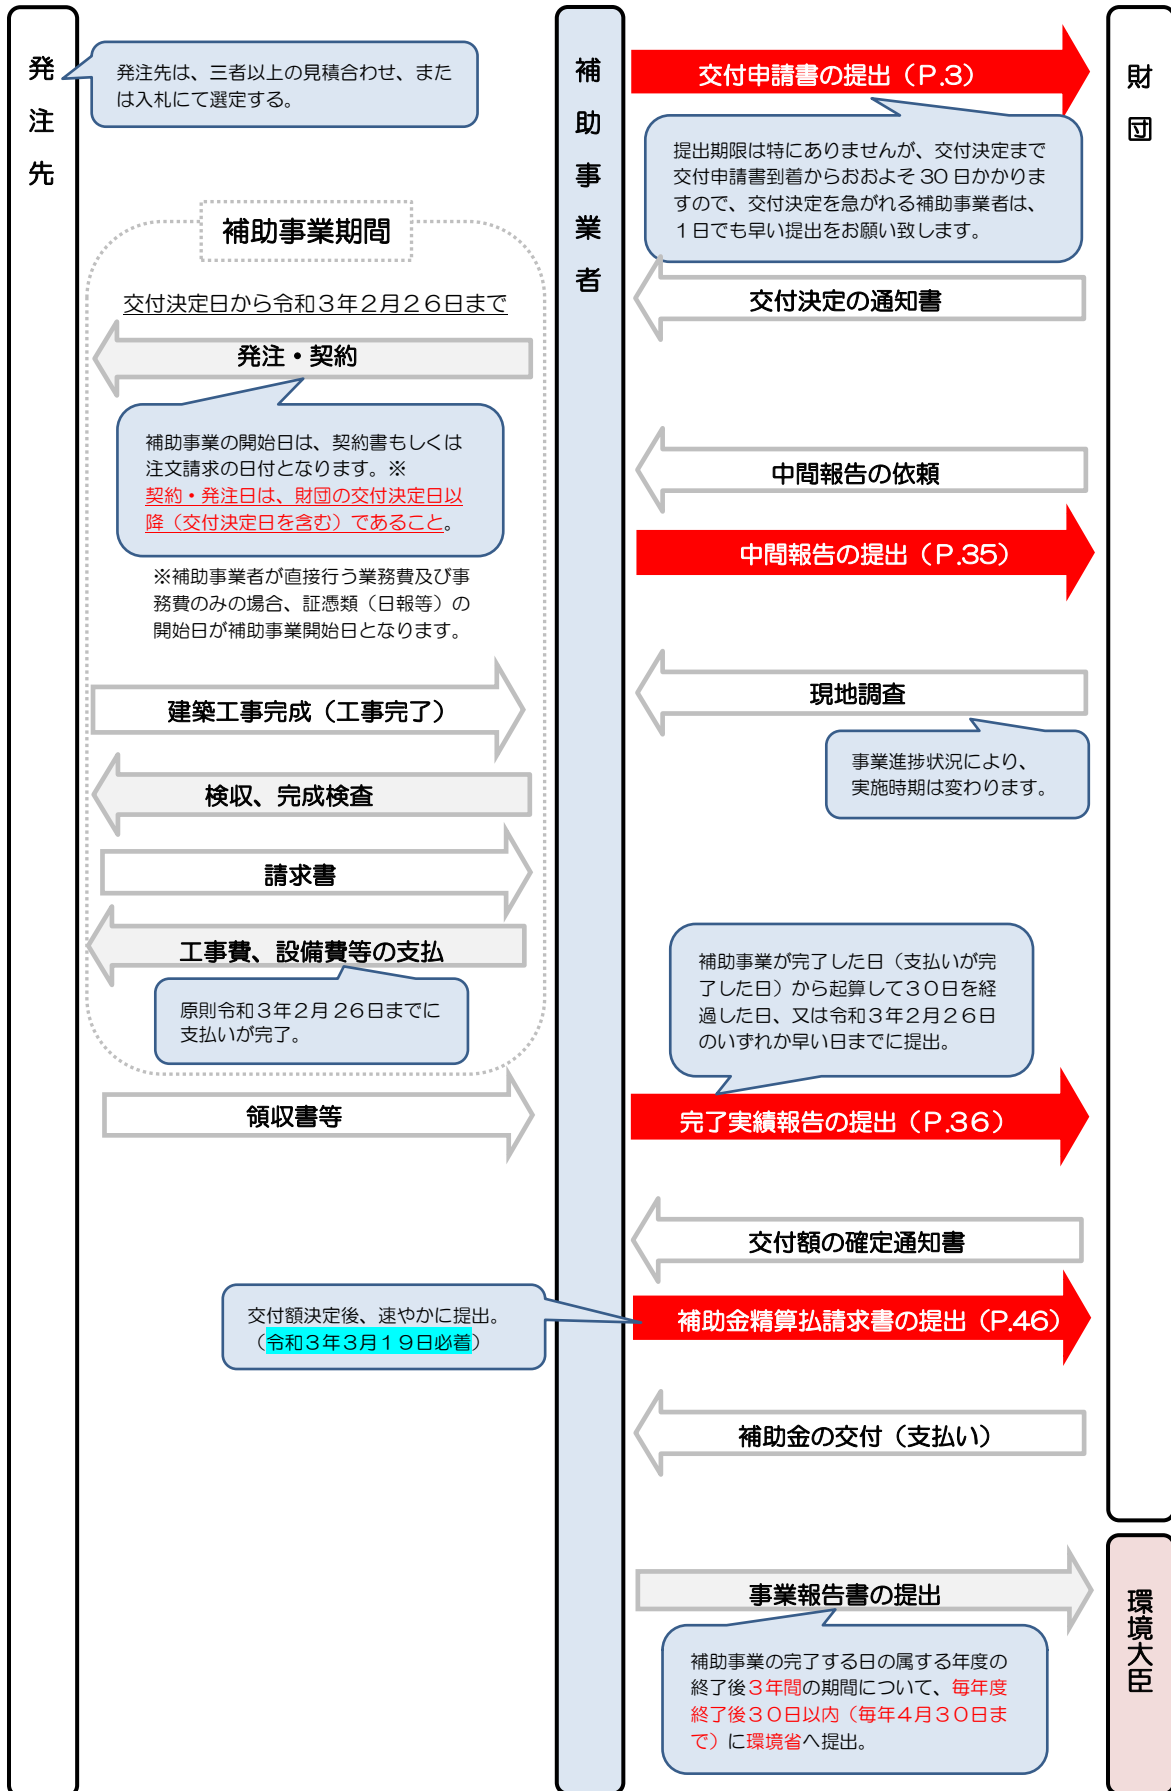 発注先
発注先は、三者以上の見積合わせ、また
は入札にて選定する。
補助事業者
財団
交付申請書の提出（P.3）
提出期限は特にありませんが、交付決定まで
交付申請書到着からおおよそ 30 日かかりま
すので、交付決定を急がれる補助事業者は、
１日でも早い提出をお願い致します。
交付決定の通知書
補助事業期間
交付決定日から令和３年２月２６日まで
発注・契約
補助事業の開始日は、契約書もしくは
注文請求の日付となります。※
契約・発注日は、財団の交付決定日以
降（交付決定日を含む）であること。
※補助事業者が直接行う業務費及び事
務費のみの場合、証憑類（日報等）の
開始日が補助事業開始日となります。
中間報告の依頼
中間報告の提出（Ｐ.35）
現地調査
事業進捗状況により、
実施時期は変わります。
建築工事完成（工事完了）
検収、完成検査
請求書
工事費、設備費等の支払
原則令和３年２月 26 日までに
支払いが完了。
領収書等
補助事業が完了した日（支払いが完
了した日）から起算して３０日を経
過した日、又は令和３年２月２６日
のいずれか早い日までに提出。
完了実績報告の提出（Ｐ.３６）
交付額の確定通知書
交付額決定後、速やかに提出。
（令和３年３月１９日必着）
補助金精算払請求書の提出（P.46）
補助金の交付（支払い）
環境大臣
事業報告書の提出
補助事業の完了する日の属する年度の
終了後３年間の期間について、毎年度
終了後３０日以内（毎年４月３０日ま
で）に環境省へ提出。